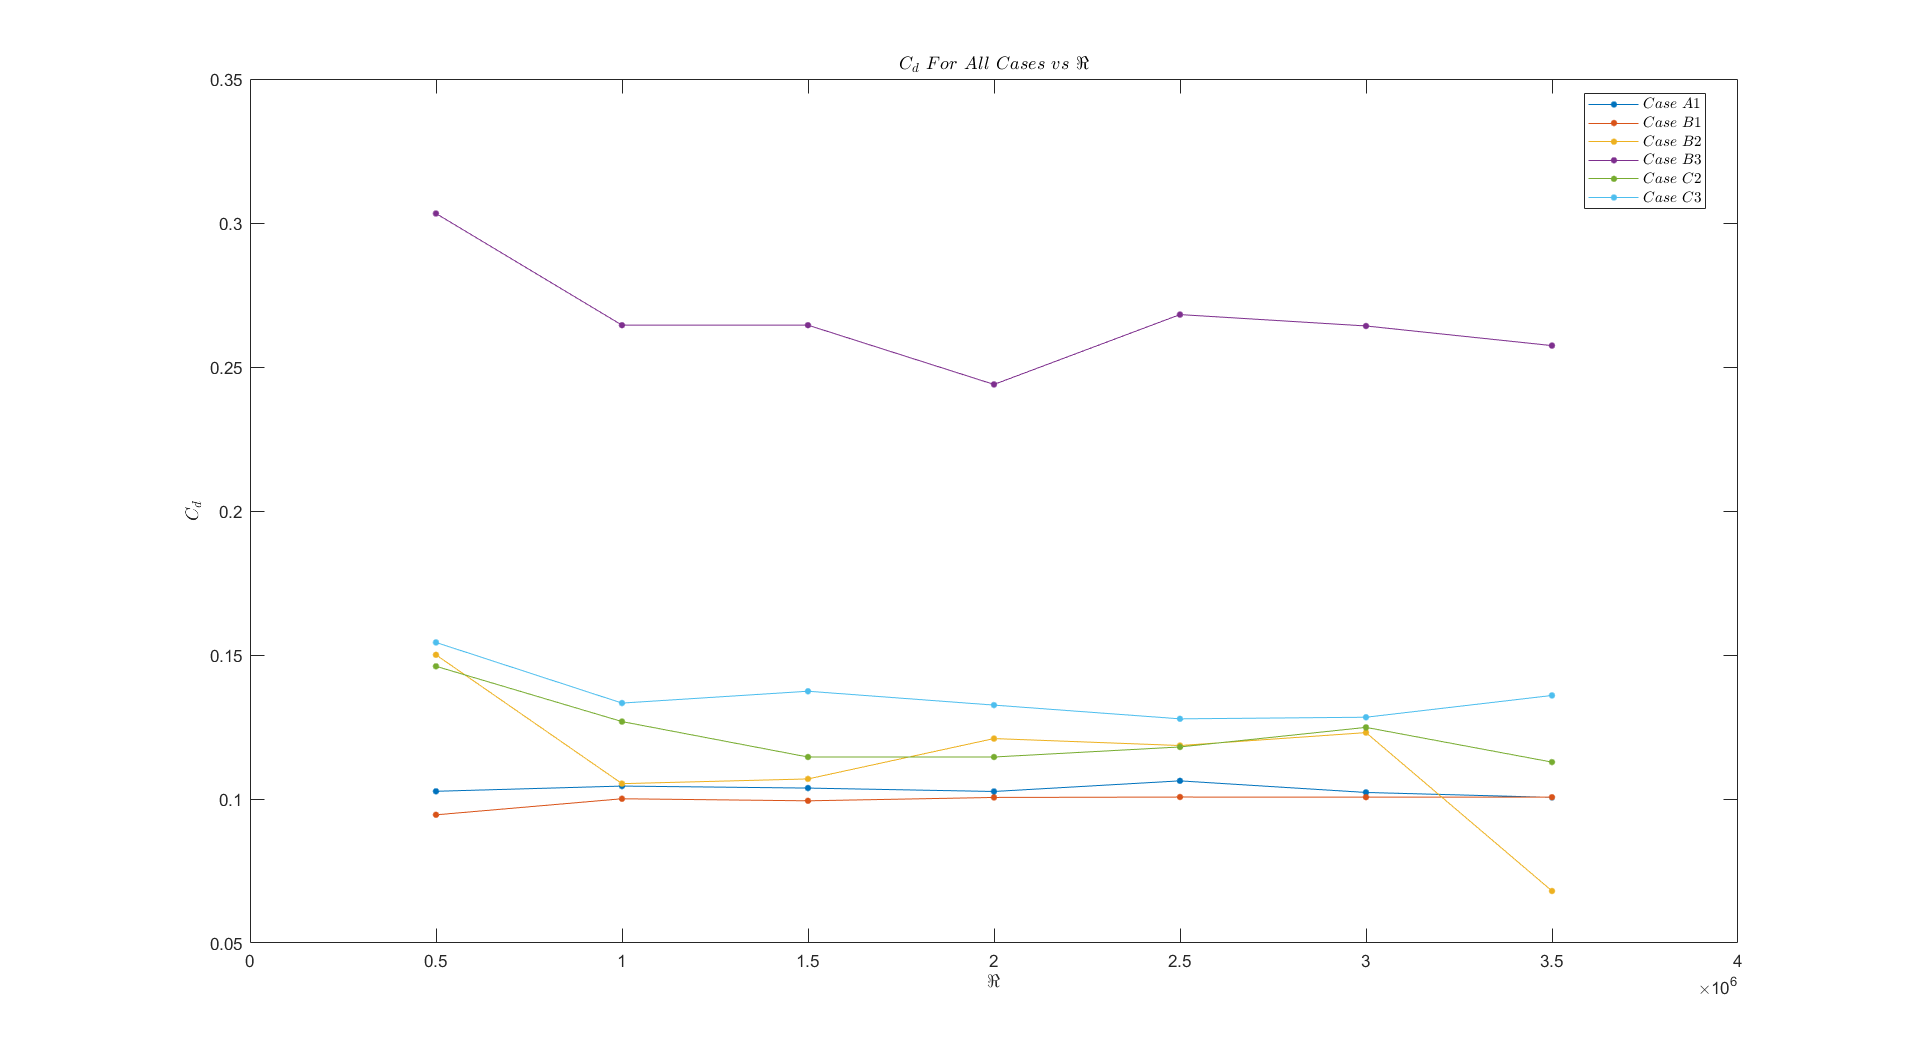 C_d For All Cases vs ℜ
0.35
0.3
0.25
0.2
0.15
0.1
0.05
C_d
Case A1
Case B1
Case B2
Case B3
Case C2
Case C3
0 0.5 1 1.5 2 2.5 3 3.5 4
ℜ
×10^6